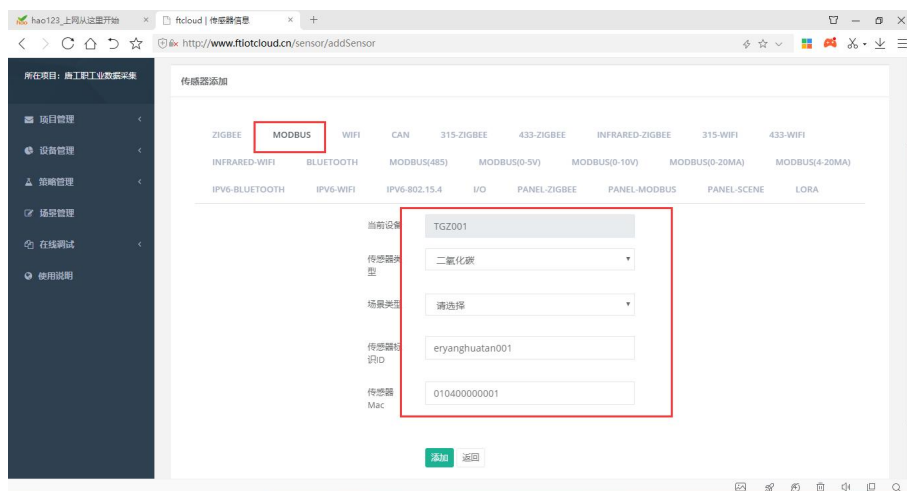 hao123_上网从这里开始 × ftcloud | 传感器信息 × +
http://www.ftiotcloud.cn/sensor/addSensor
所在项目：唐工职工业数据采集
传感器添加
项目管理
设备管理
策略管理
场景管理
在线调试
使用说明
ZIGBEE MODBUS WIFI CAN 315-ZIGBEE 433-ZIGBEE INFRARED-ZIGBEE 315-WIFI 433-WIFI
INFRARED-WIFI BLUETOOTH MODBUS(485) MODBUS(0-5V) MODBUS(0-10V) MODBUS(0-20MA) MODBUS(4-20MA)
IPV6-BLUETOOTH IPV6-WIFI IPV6-802.15.4 I/O PANEL-ZIGBEE PANEL-MODBUS PANEL-SCENE LORA
当前设备 TGZ001
传感器类
型
二氧化碳
场景类型 请选择
传感器标
识ID
eryanghuatan001
传感器
Mac
010400000001
添加 返回